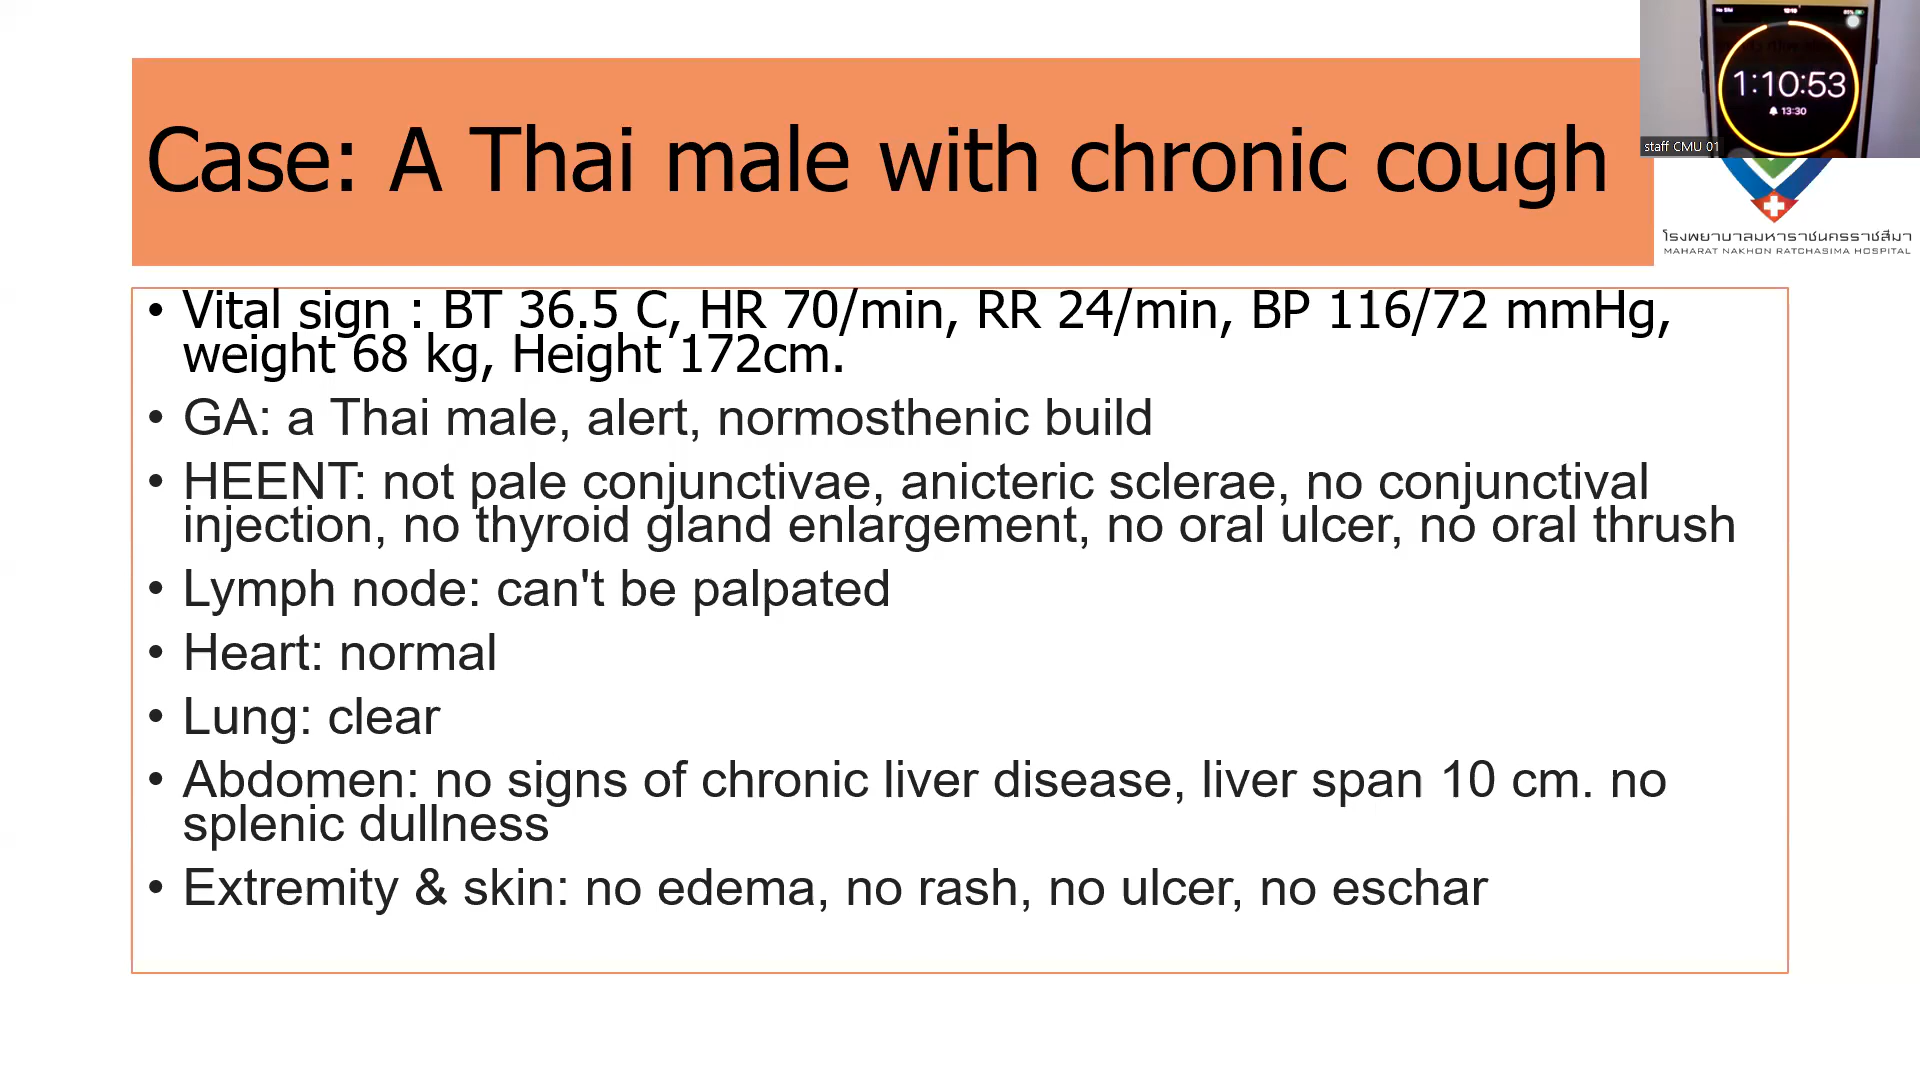 Case: A Thai male with chronic cough
1:10:53
13:30
staff CMU 01
โรงพยาบาลมหาราชนครราชสีมา
MAHARAT NAKHON RATCHASIMA HOSPITAL
• Vital sign : BT 36.5 C, HR 70/min, RR 24/min, BP 116/72 mmHg,
weight 68 kg, Height 172cm.
• GA: a Thai male, alert, normosthenic build
• HEENT: not pale conjunctivae, anicteric sclerae, no conjunctival
injection, no thyroid gland enlargement, no oral ulcer, no oral thrush
• Lymph node: can't be palpated
• Heart: normal
• Lung: clear
• Abdomen: no signs of chronic liver disease, liver span 10 cm. no
splenic dullness
• Extremity & skin: no edema, no rash, no ulcer, no eschar